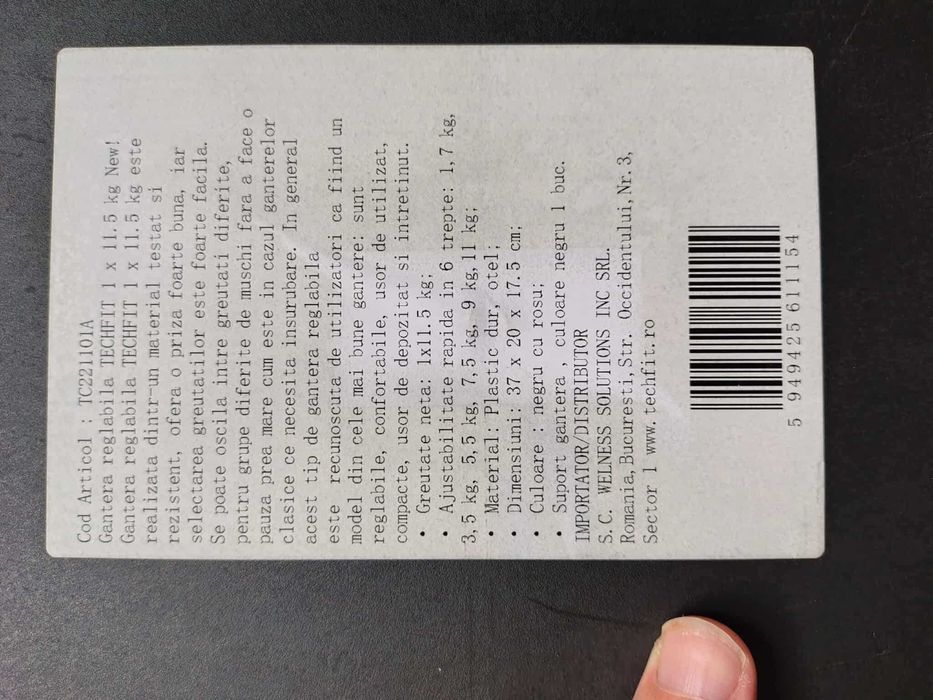 Cod Articol : TC221101A
Gantera reglabila TECHFIT 1 x 11.5 kg New!
Gantera reglabila TECHFIT 1 x 11.5 kg este
realizata dintr-un material testat si
rezistent, ofera o priza foarte buna, iar
selectarea greutatilor este foarte facila.
Se poate oscila intre greutati diferite,
pentru grupe diferite de muschi fara a face o
pauza prea mare cum este in cazul ganterelor
clasice ce necesita insurubare. In general
acest tip de gantera reglabila
este recunoscuta de utilizatori ca fiind un
model din cele mai bune gantere: sunt
reglabile, confortabile, usor de utilizat,
compacte, usor de depozitat si intretinut.
• Greutate neta: 1x11.5 kg;
• Ajustabilitate rapida in 6 trepte: 1,7 kg,
3,5 kg, 5,5 kg, 7,5 kg, 9 kg,11 kg;
• Material: Plastic dur, otel;
• Dimensiuni: 37 x 20 x 17.5 cm;
• Culoare : negru cu rosu;
• Suport gantera , culoare negru 1 buc.
IMPORTATOR/DISTRIBUTOR
S.C. WELNESS SOLUTIONS INC SRL.
Romania,Bucuresti,Str. Occidentului,Nr.3,
Sector 1 www.techfit.ro
5 949425 611154